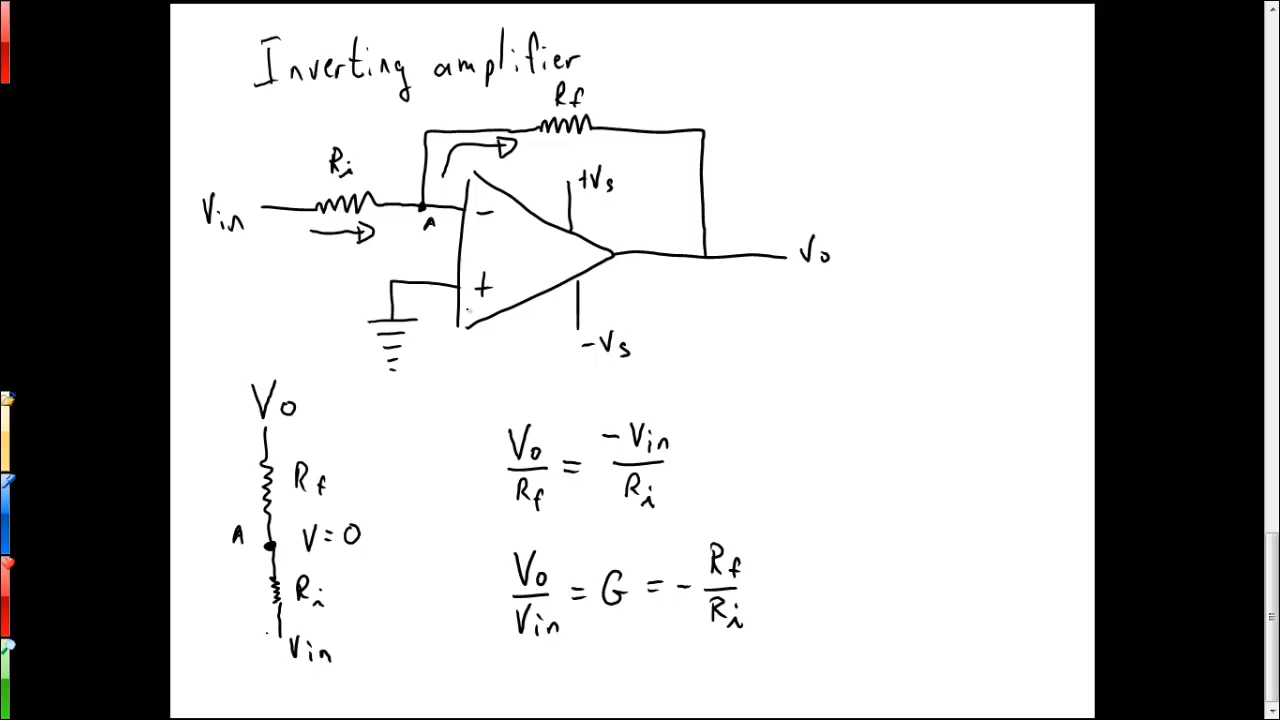 Inverting amplifier
Rf
Ri
+Vs
Vin
A
-
Vo
+
-Vs
Vo
Rf
A V=0
Ri
Vin
Vo/Rf = -Vin/Ri
Vo/Vin = G = - Rf/Ri